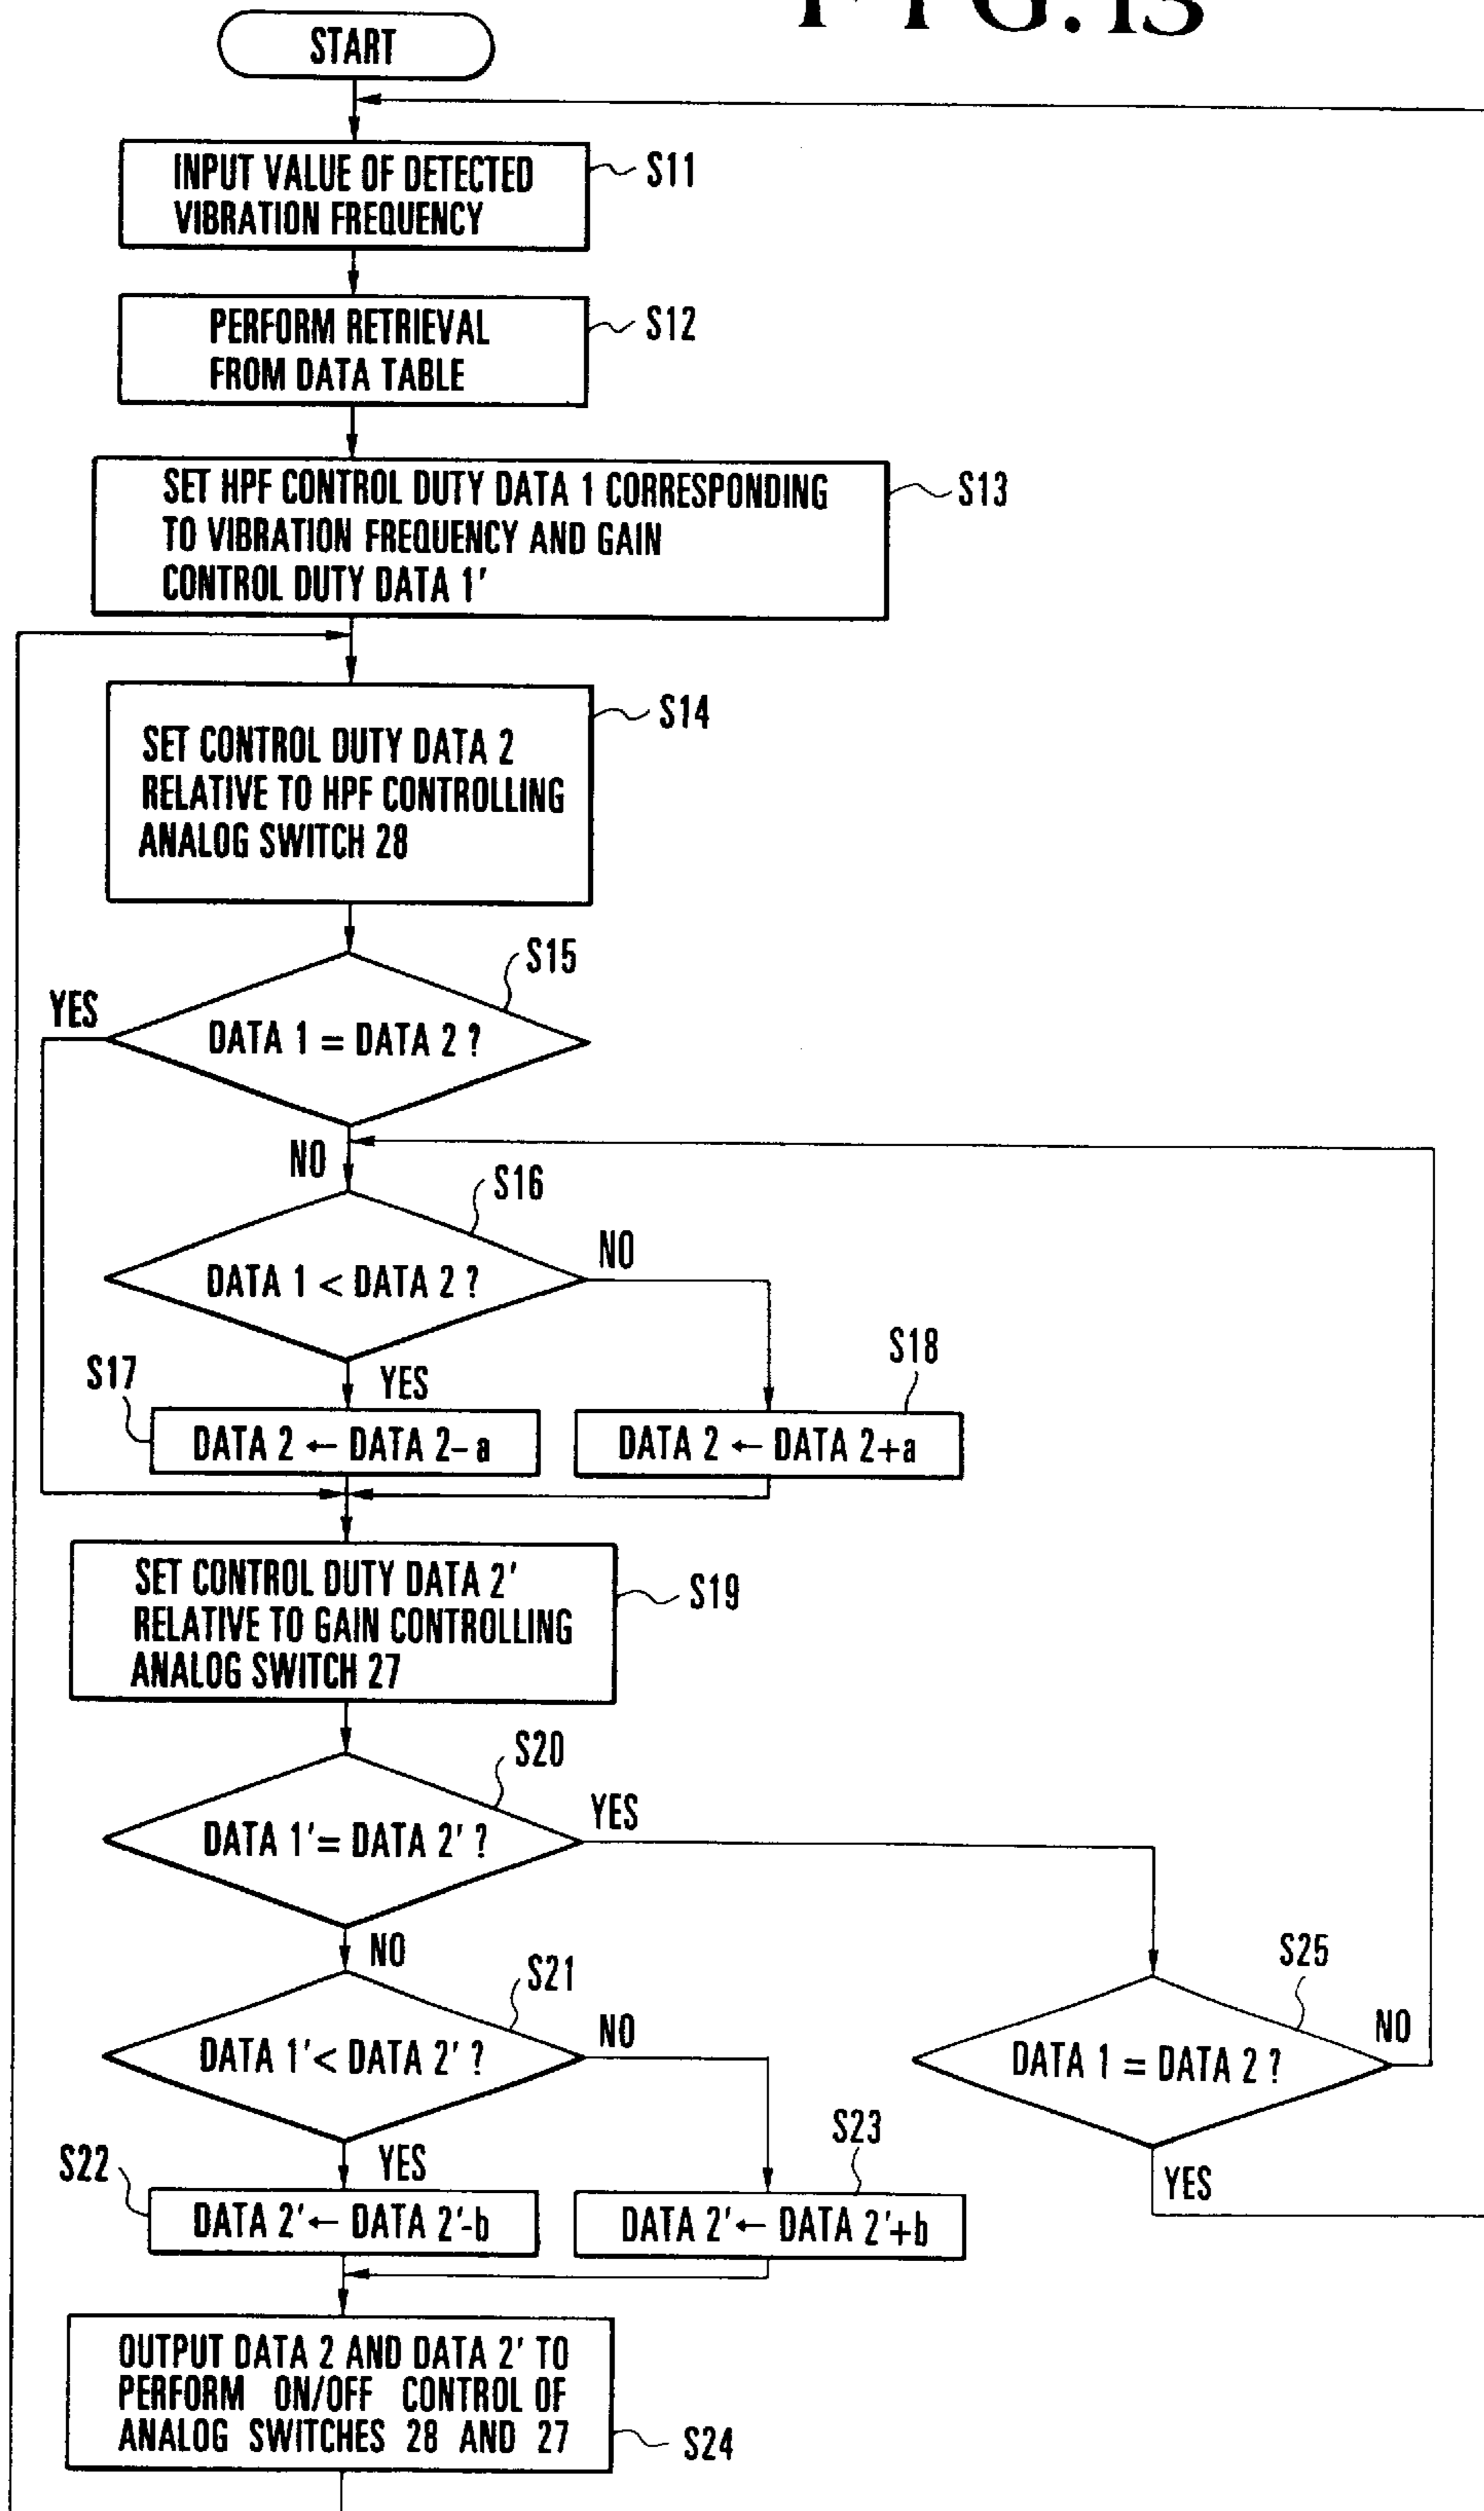 FIG.13
START
INPUT VALUE OF DETECTED
VIBRATION FREQUENCY
S11
PERFORM RETRIEVAL
FROM DATA TABLE
S12
SET HPF CONTROL DUTY DATA 1 CORRESPONDING
TO VIBRATION FREQUENCY AND GAIN
CONTROL DUTY DATA 1'
S13
SET CONTROL DUTY DATA 2
RELATIVE TO HPF CONTROLLING
ANALOG SWITCH 28
S14
S15
YES
DATA 1 = DATA 2 ?
NO
S16
NO
DATA 1 < DATA 2 ?
S17
YES
S18
DATA 2 ← DATA 2-a
DATA 2 ← DATA 2+a
SET CONTROL DUTY DATA 2'
RELATIVE TO GAIN CONTROLLING
ANALOG SWITCH 27
S19
S20
YES
DATA 1'= DATA 2' ?
NO
S21
NO
DATA 1'< DATA 2' ?
S25
NO
DATA 1 = DATA 2 ?
YES
S22
YES
S23
DATA 2'← DATA 2'-b
DATA 2'← DATA 2'+b
OUTPUT DATA 2 AND DATA 2' TO
PERFORM ON/OFF CONTROL OF
ANALOG SWITCHES 28 AND 27
S24